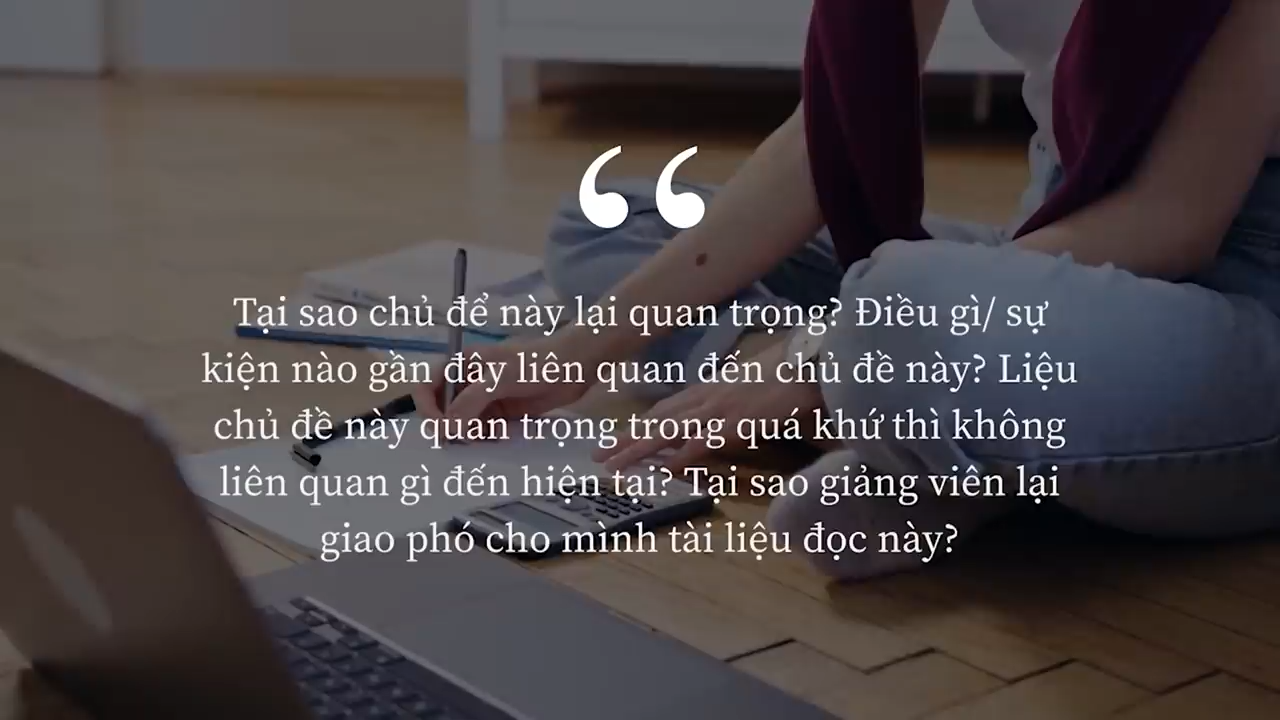 “
Tại sao chủ để này lại quan trọng? Điều gì/ sự
kiện nào gần đây liên quan đến chủ đề này? Liệu
chủ đề này quan trọng trong quá khứ thì không
liên quan gì đến hiện tại? Tại sao giảng viên lại
giao phó cho mình tài liệu đọc này?